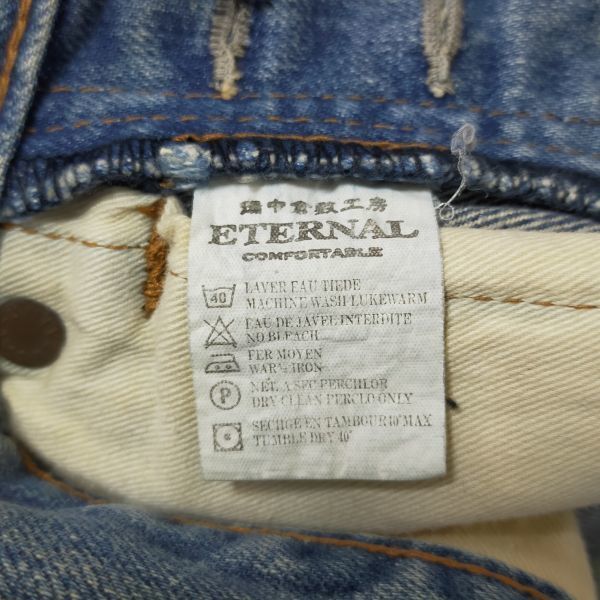 備中倉敷工房
ETERNAL
COMFORTABLE
40
LAVER EAU TIEDE
MACHINE WASH LUKEWARM
EAU DE JAVEL INTERDITE
NO BLEACH
FER MOYEN
WARM IRON
P
NET. A SEC PERCHLOR
DRY CLEAN PERCLO ONLY
SECHGE EN TAMBOUR 40°MAX
TUMBLE DRY 40°